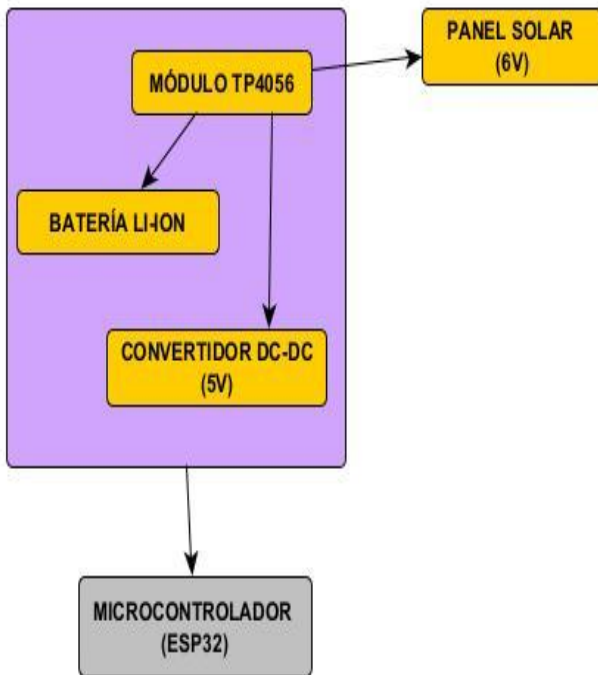 PANEL SOLAR
(6V)
MÓDULO TP4056
BATERÍA LI-ION
CONVERTIDOR DC-DC
(5V)
MICROCONTROLADOR
(ESP32)